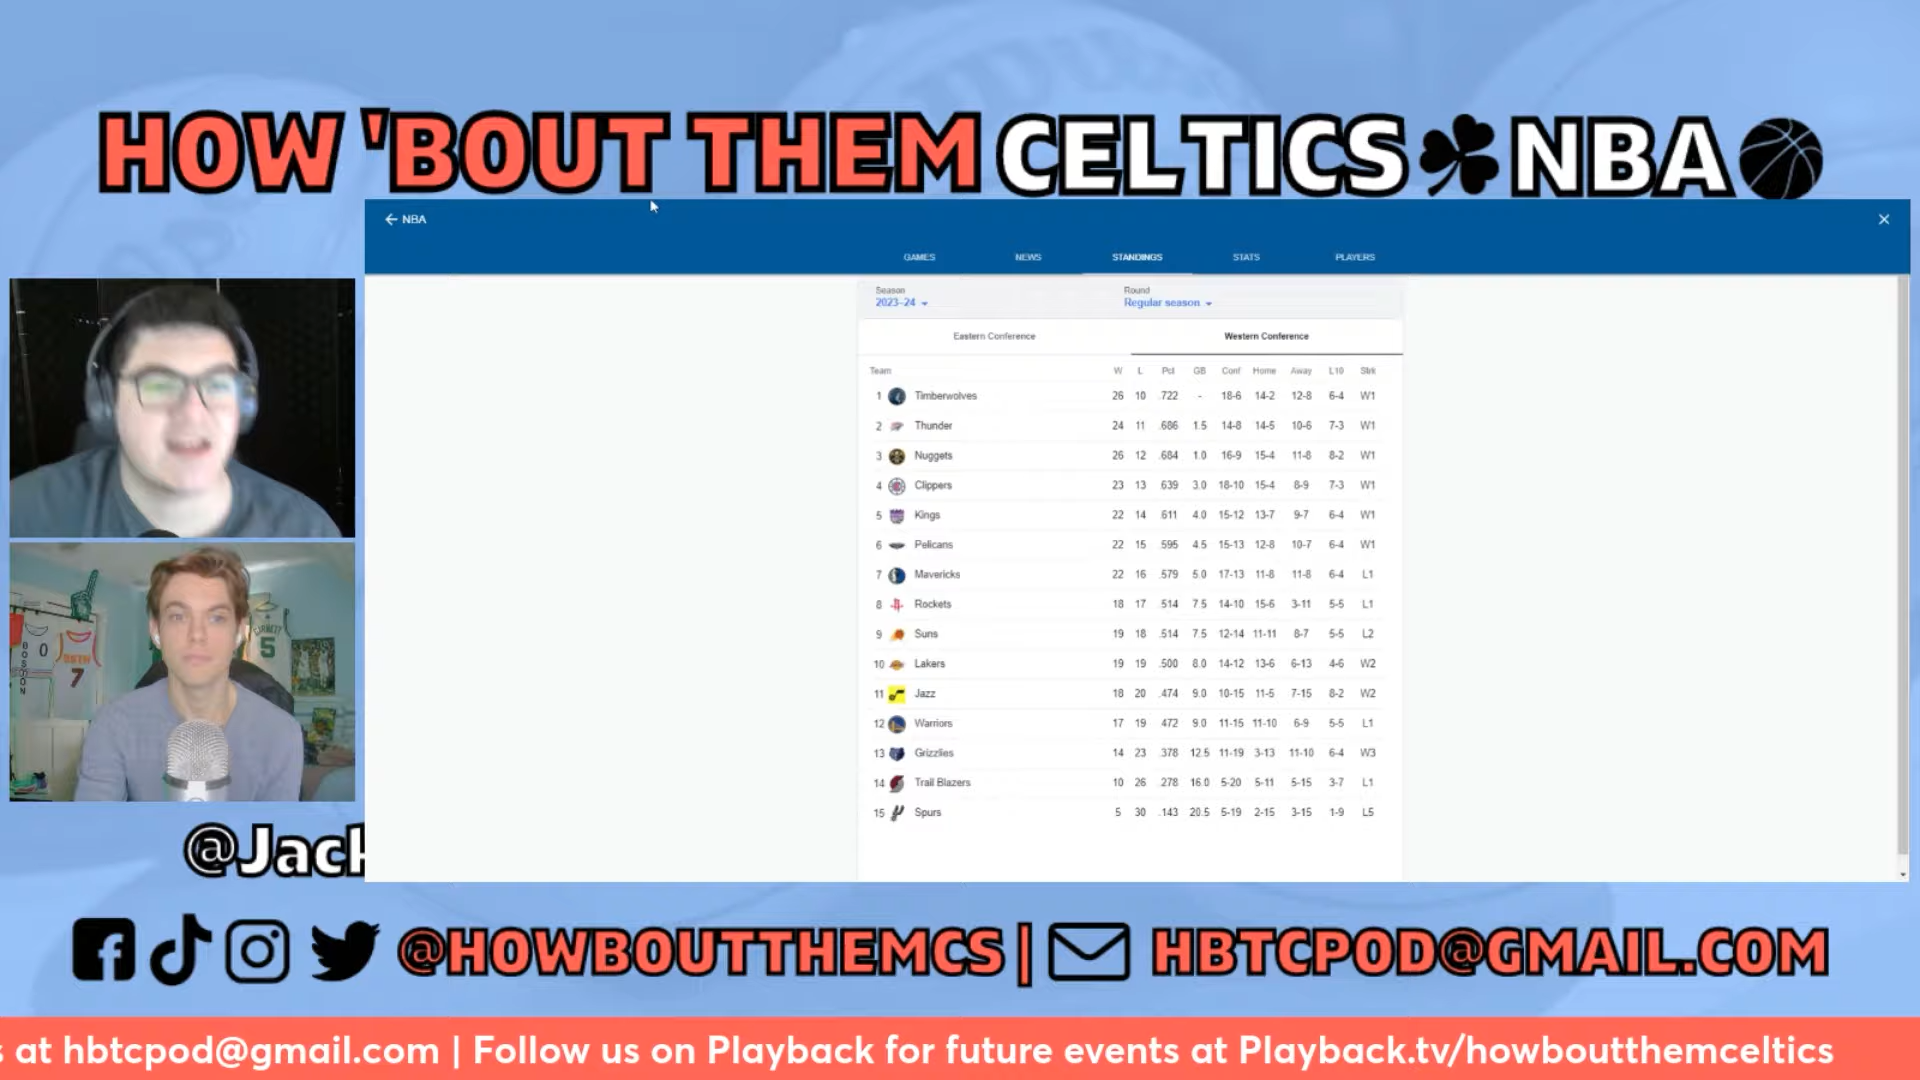 HOW 'BOUT THEM CELTICS NBA
NBA
GAMES NEWS STANDINGS STATS PLAYERS
Season Round
2023–24 Regular season
Eastern Conference Western Conference
Team W L Pct GB Conf Home Away L10 Strk
1 Timberwolves 26 10 .722 - 18-6 14-2 12-8 6-4 W1
2 Thunder 24 11 .686 1.5 14-8 14-5 10-6 7-3 W1
3 Nuggets 26 12 .684 1.0 16-9 15-4 11-8 8-2 W1
4 Clippers 23 13 .639 3.0 18-10 15-4 8-9 7-3 W1
5 Kings 22 14 .611 4.0 15-12 13-7 9-7 6-4 W1
6 Pelicans 22 15 .595 4.5 15-13 12-8 10-7 6-4 W1
7 Mavericks 22 16 .579 5.0 17-13 11-8 11-8 6-4 L1
8 Rockets 18 17 .514 7.5 14-10 15-6 3-11 5-5 L1
9 Suns 19 18 .514 7.5 12-14 11-11 8-7 5-5 L2
10 Lakers 19 19 .500 8.0 14-12 13-6 6-13 4-6 W2
11 Jazz 18 20 .474 9.0 10-15 11-5 7-15 8-2 W2
12 Warriors 17 19 .472 9.0 11-15 11-10 6-9 5-5 L1
13 Grizzlies 14 23 .378 12.5 11-19 3-13 11-10 6-4 W3
14 Trail Blazers 10 26 .278 16.0 5-20 5-11 5-15 3-7 L1
15 Spurs 5 30 .143 20.5 5-19 2-15 3-15 1-9 L5
BOSTON
0
7
GARNETT
5
@Jack
@HOWBOUTTHEMCS | HBTCPOD@GMAIL.COM
s at hbtcpod@gmail.com | Follow us on Playback for future events at Playback.tv/howboutthemceltics